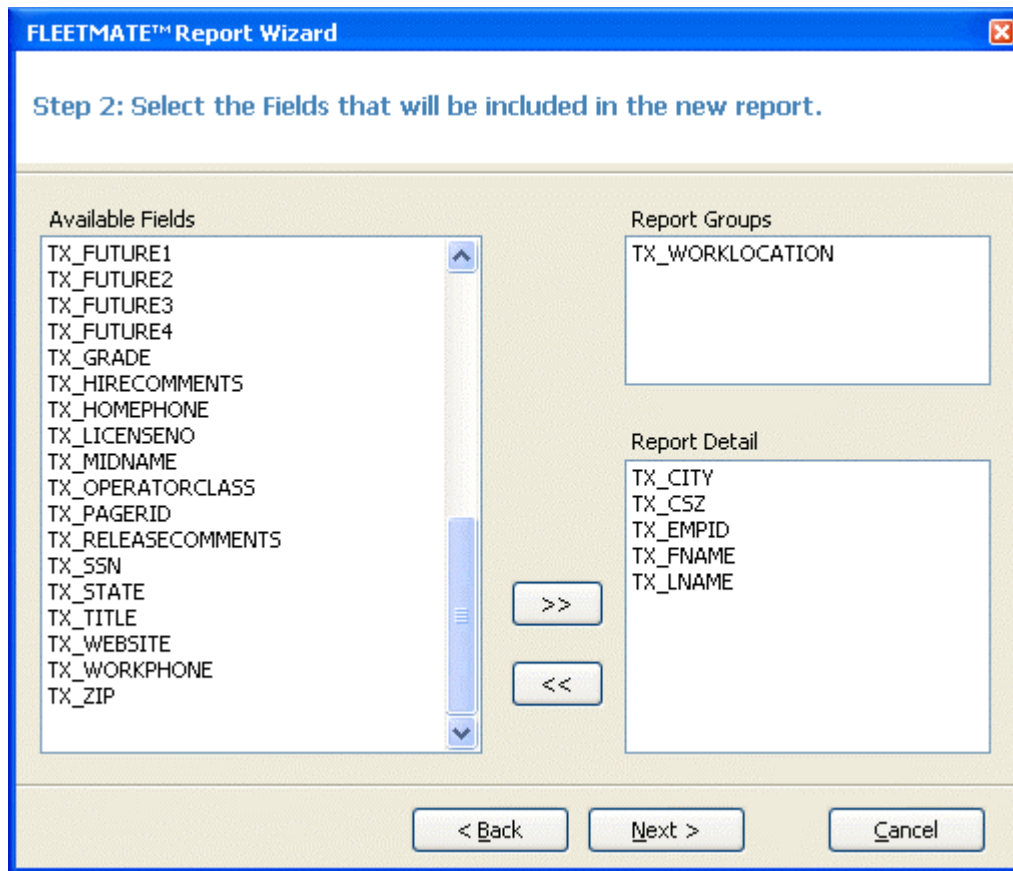 FLEETMATE™ Report Wizard
Step 2: Select the Fields that will be included in the new report.
Available Fields
TX_FUTURE1
TX_FUTURE2
TX_FUTURE3
TX_FUTURE4
TX_GRADE
TX_HIRECOMMENTS
TX_HOMEPHONE
TX_LICENSENO
TX_MIDNAME
TX_OPERATORCLASS
TX_PAGERID
TX_RELEASECOMMENTS
TX_SSN
TX_STATE
TX_TITLE
TX_WEBSITE
TX_WORKPHONE
TX_ZIP
>>
<<
Report Groups
TX_WORKLOCATION
Report Detail
TX_CITY
TX_CSZ
TX_EMPID
TX_FNAME
TX_LNAME
< Back
Next >
Cancel